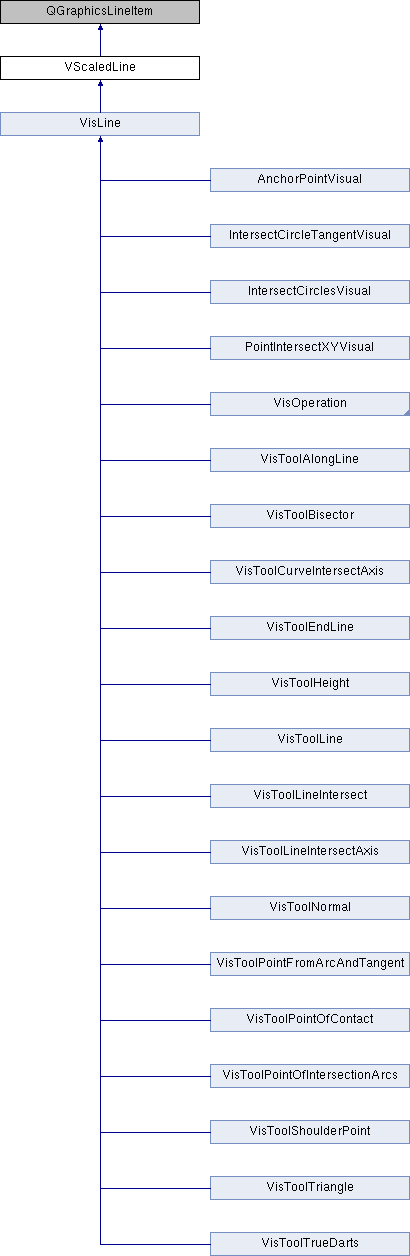 QGraphicsLineItem
VScaledLine
VisLine
AnchorPointVisual
IntersectCircleTangentVisual
IntersectCirclesVisual
PointIntersectXYVisual
VisOperation
VisToolAlongLine
VisToolBisector
VisToolCurveIntersectAxis
VisToolEndLine
VisToolHeight
VisToolLine
VisToolLineIntersect
VisToolLineIntersectAxis
VisToolNormal
VisToolPointFromArcAndTangent
VisToolPointOfContact
VisToolPointOfIntersectionArcs
VisToolShoulderPoint
VisToolTriangle
VisToolTrueDarts